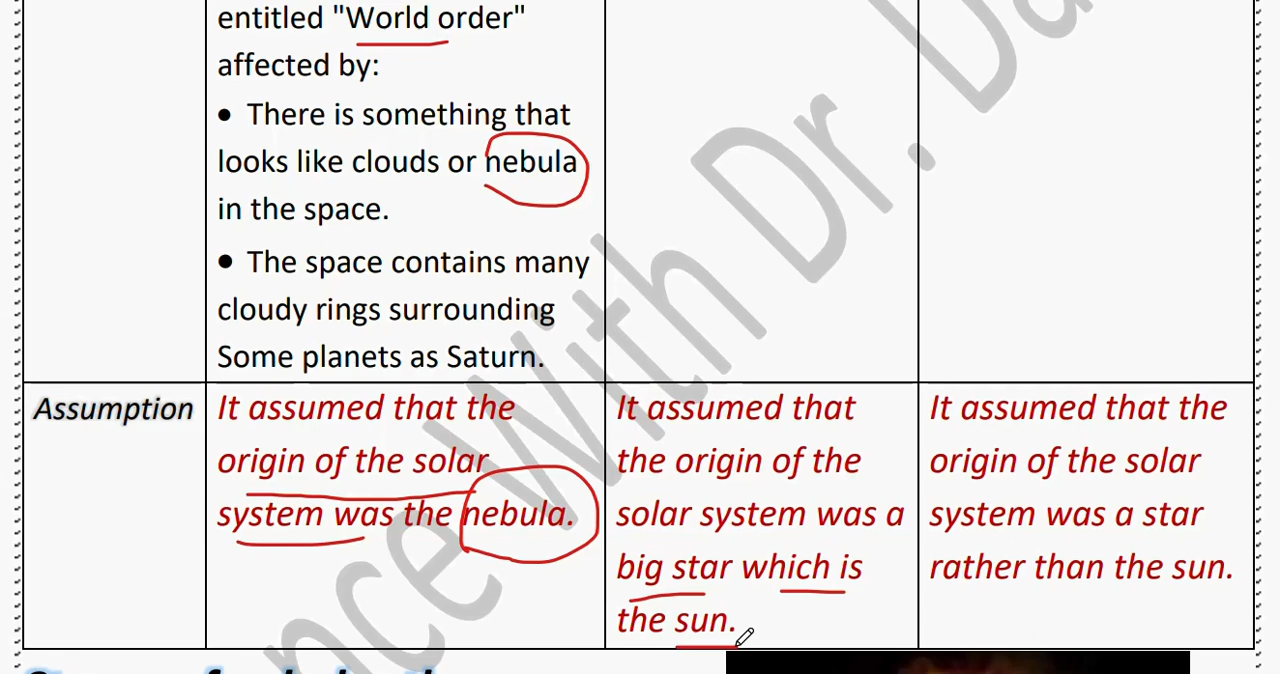 entitled "World order"
affected by:
• There is something that
looks like clouds or nebula
in the space.
• The space contains many
cloudy rings surrounding
Some planets as Saturn.
Assumption
It assumed that the
origin of the solar
system was the nebula.
It assumed that
the origin of the
solar system was a
big star which is
the sun.
It assumed that the
origin of the solar
system was a star
rather than the sun.
With Dr.